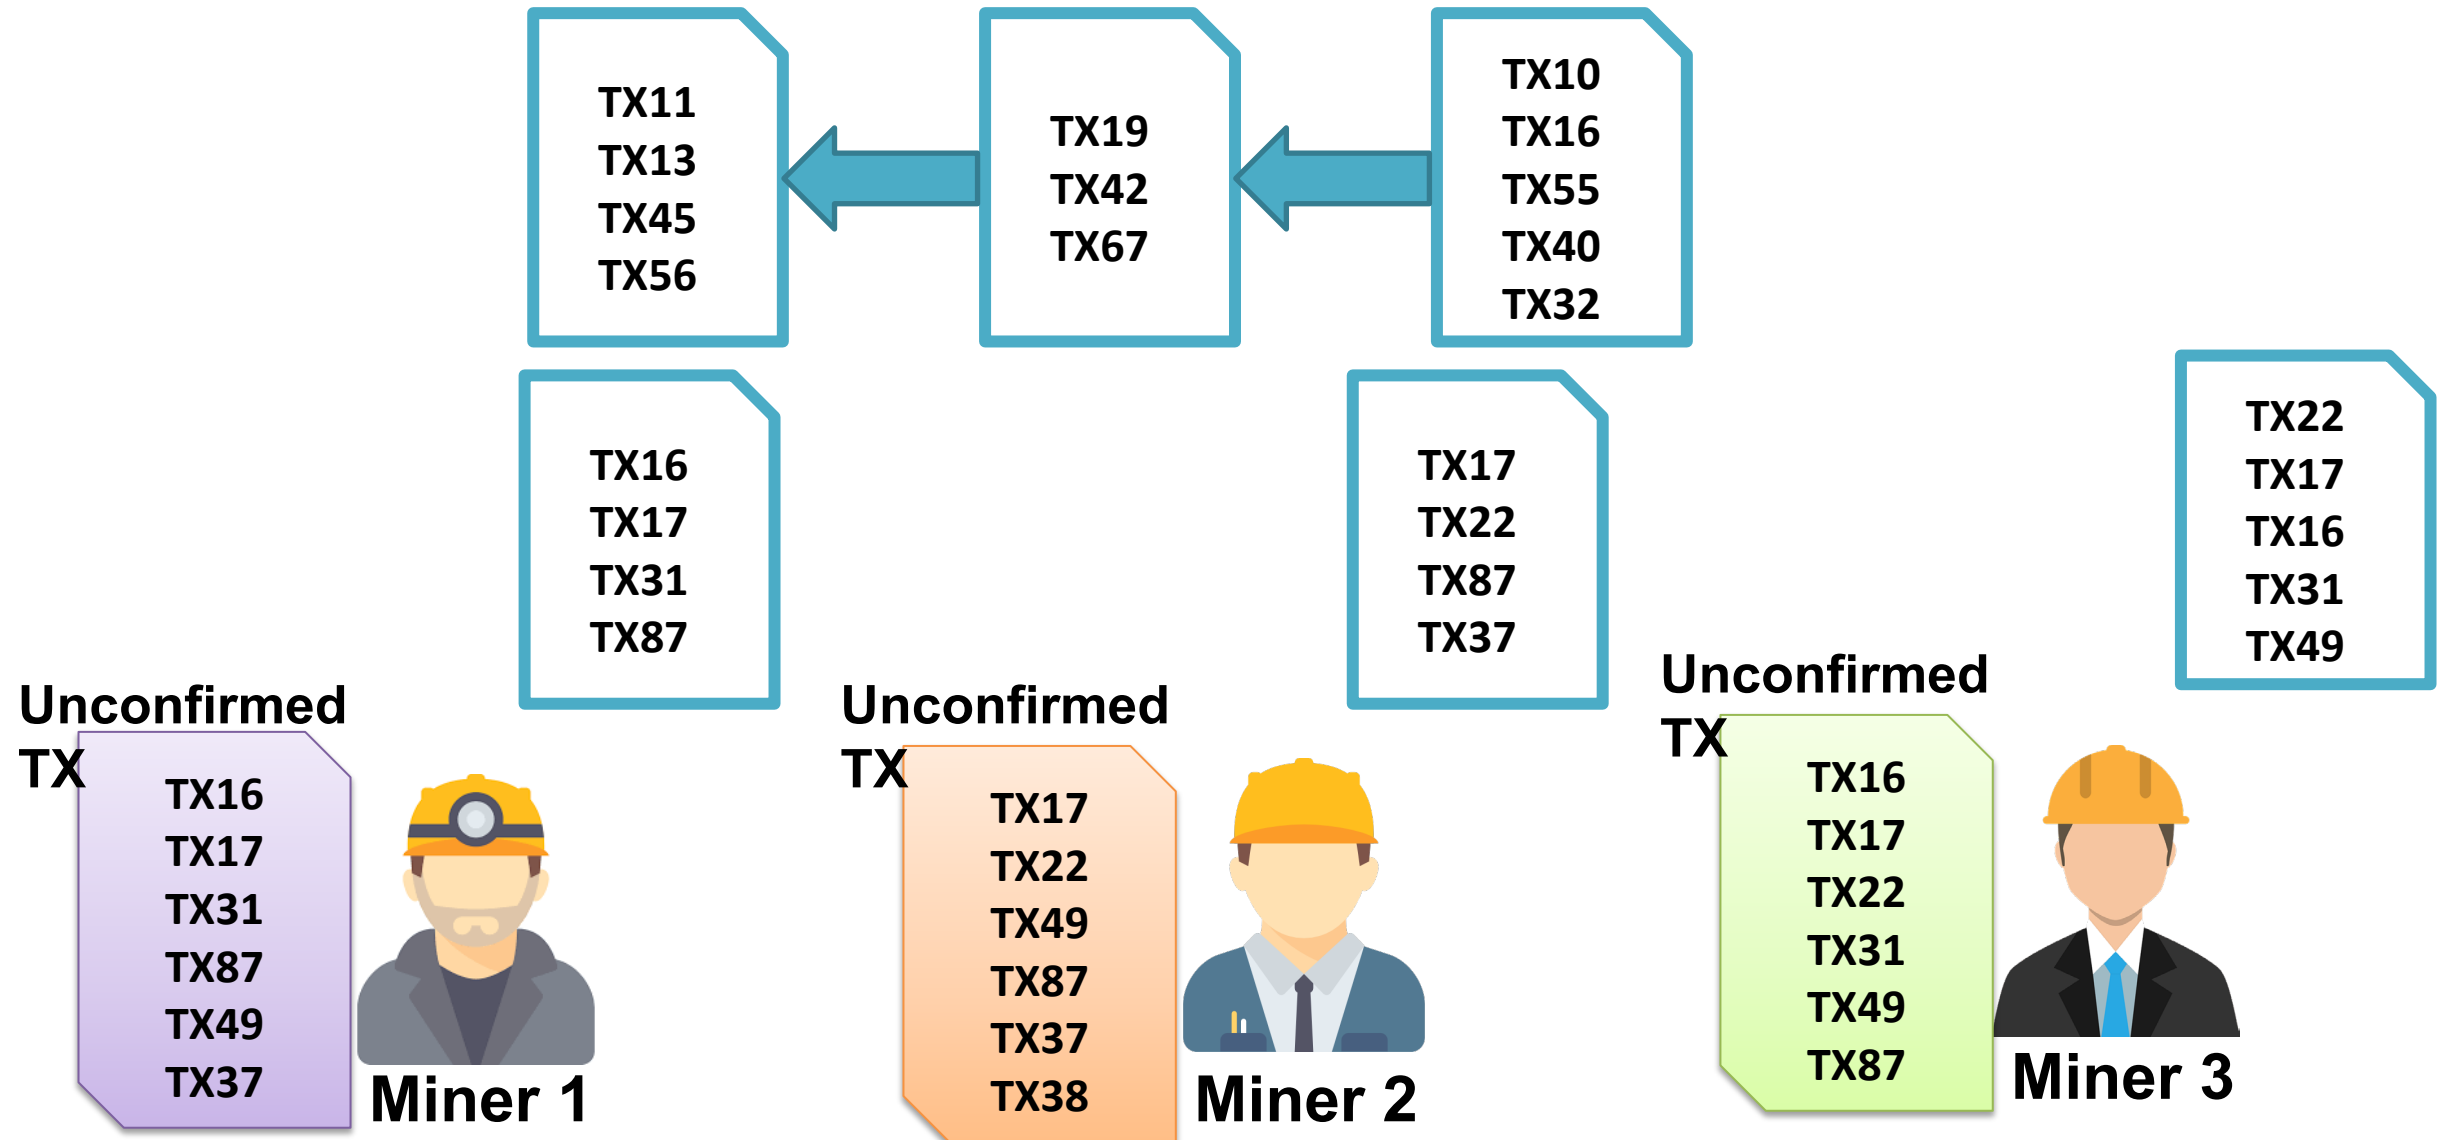 TX11
TX13
TX45
TX56
TX19
TX42
TX67
TX10
TX16
TX55
TX40
TX32
TX16
TX17
TX31
TX87
TX17
TX22
TX87
TX37
TX22
TX17
TX16
TX31
TX49
Unconfirmed
TX
TX16
TX17
TX31
TX87
TX49
TX37
Miner 1
Unconfirmed
TX
TX17
TX22
TX49
TX87
TX37
TX38
Miner 2
Unconfirmed
TX
TX16
TX17
TX22
TX31
TX49
TX87
Miner 3